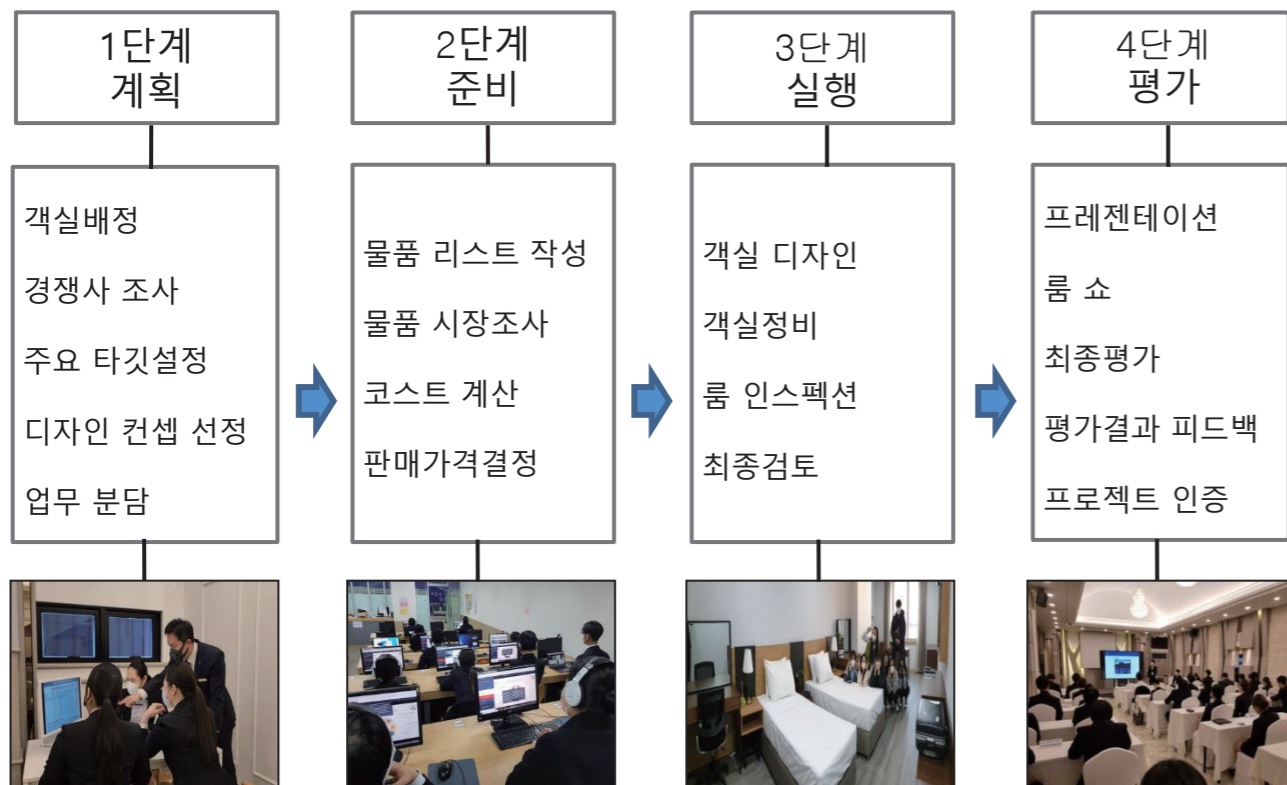 1단계
계획
2단계
준비
3단계
실행
4단계
평가
객실배정
경쟁사 조사
주요 타깃설정
디자인 컨셉 선정
업무 분담
물품 리스트 작성
물품 시장조사
코스트 계산
판매가격결정
객실 디자인
객실정비
룸 인스펙션
최종검토
프레젠테이션
룸 쇼
최종평가
평가결과 피드백
프로젝트 인증